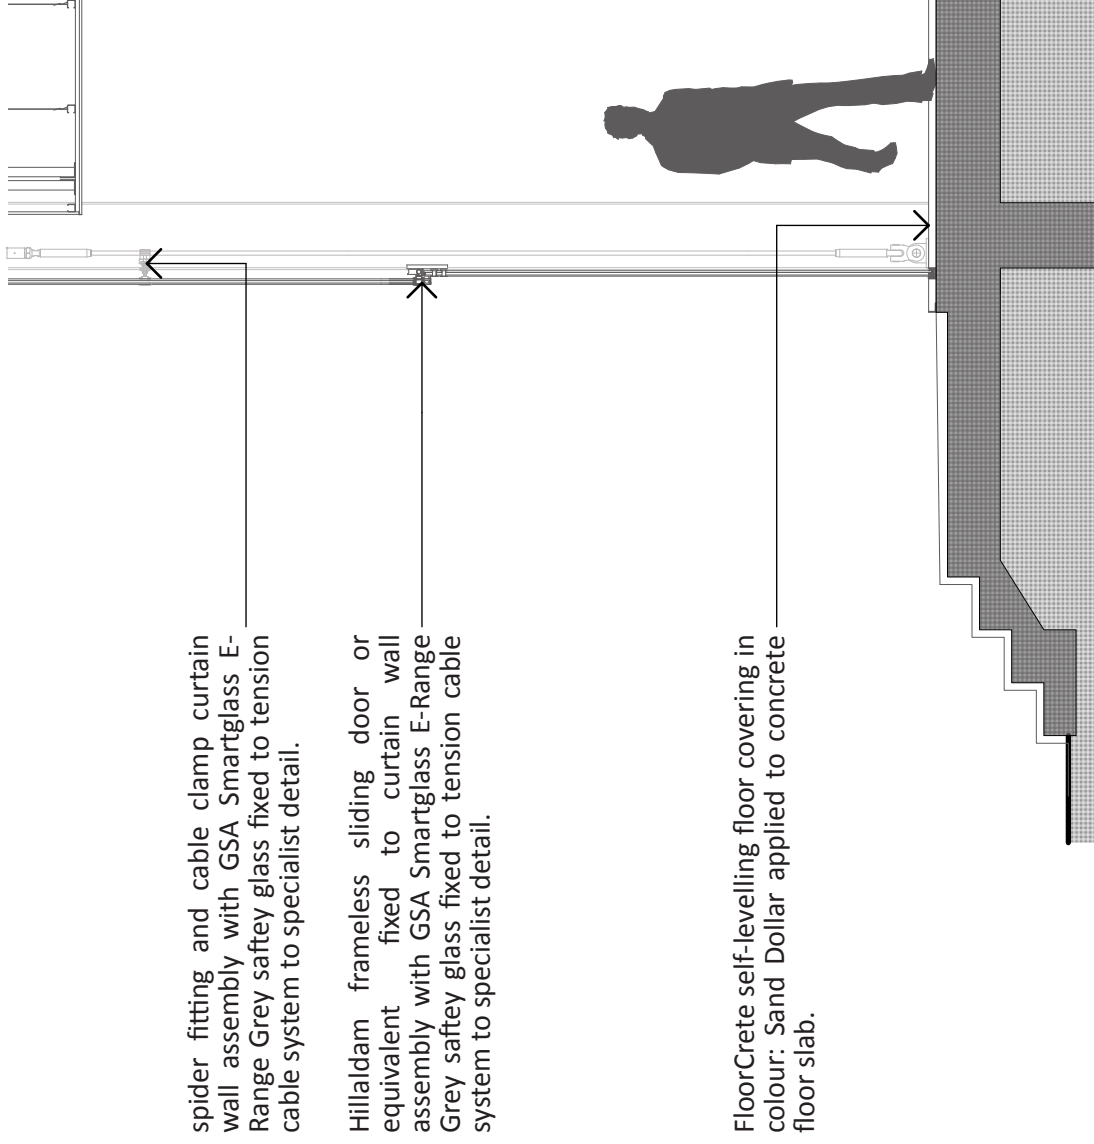 spider fitting and cable clamp curtain
wall assembly with GSA Smartglass E-
Range Grey saftey glass fixed to tension
cable system to specialist detail.
Hillaldam frameless sliding door or
equivalent fixed to curtain wall
assembly with GSA Smartglass E-Range
Grey saftey glass fixed to tension cable
system to specialist detail.
FloorCrete self-levelling floor covering in
colour: Sand Dollar applied to concrete
floor slab.